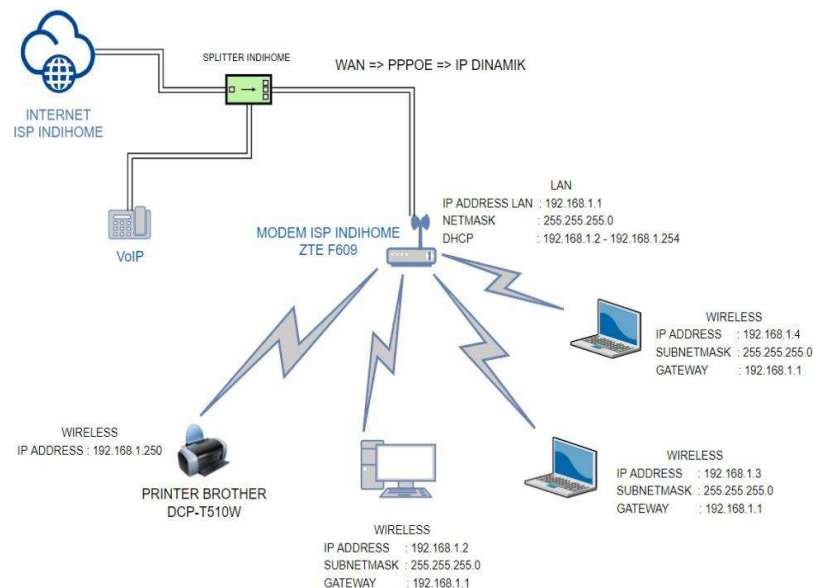 SPLITTER INDIHOME
WAN => PPPOE => IP DINAMIK
INTERNET
ISP INDIHOME
VoIP
LAN
IP ADDRESS LAN : 192.168.1.1
NETMASK : 255.255.255.0
DHCP : 192.168.1.2 - 192.168.1.254
MODEM ISP INDIHOME
ZTE F609
WIRELESS
IP ADDRESS : 192.168.1.4
SUBNETMASK : 255.255.255.0
GATEWAY : 192.168.1.1
WIRELESS
IP ADDRESS : 192.168.1.250
PRINTER BROTHER
DCP-T510W
WIRELESS
IP ADDRESS : 192.168.1.3
SUBNETMASK : 255.255.255.0
GATEWAY : 192.168.1.1
WIRELESS
IP ADDRESS : 192.168.1.2
SUBNETMASK : 255.255.255.0
GATEWAY : 192.168.1.1